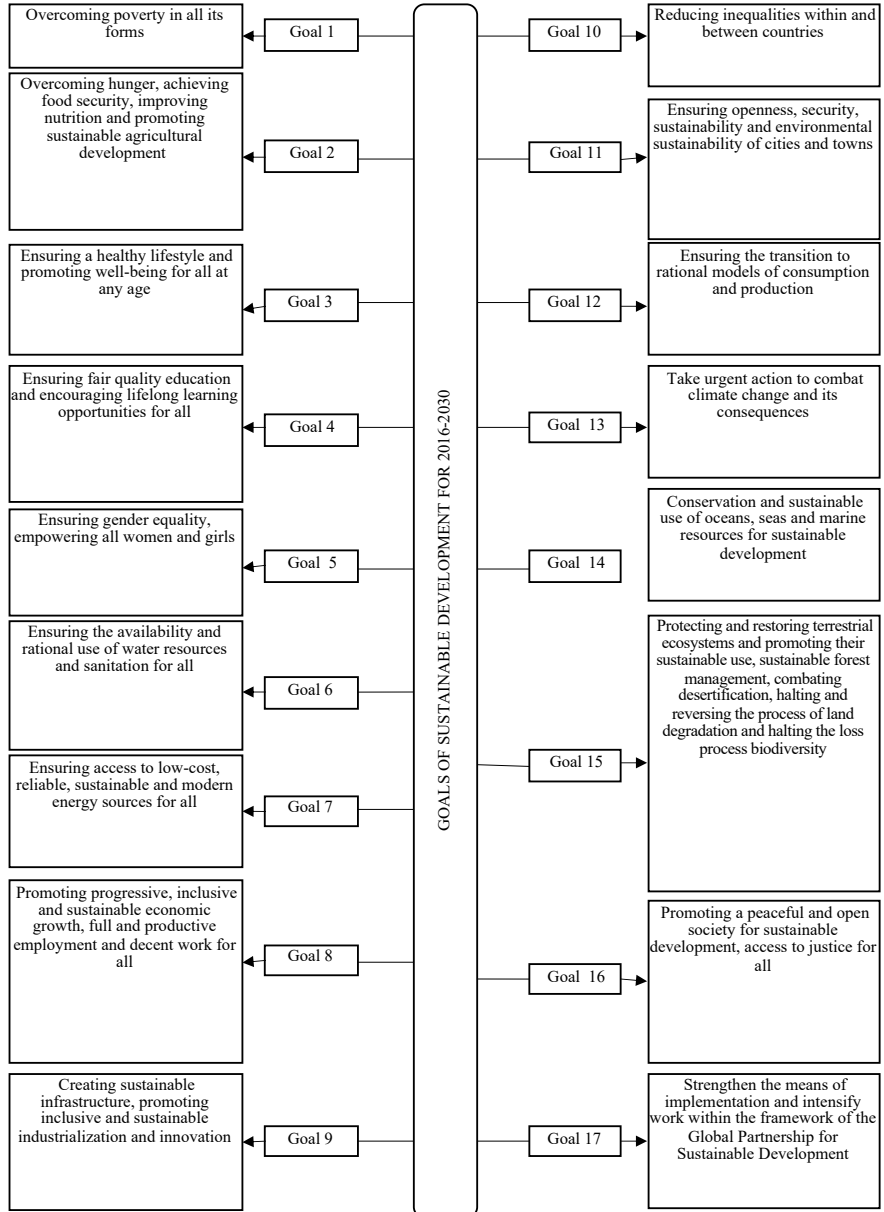 Overcoming poverty in all its
forms
Goal 1
Overcoming hunger, achieving
food security, improving
nutrition and promoting
sustainable agricultural
development
Goal 2
Ensuring a healthy lifestyle and
promoting well-being for all at
any age
Goal 3
Ensuring fair quality education
and encouraging lifelong learning
opportunities for all
Goal 4
Ensuring gender equality,
empowering all women and girls
Goal 5
Ensuring the availability and
rational use of water resources
and sanitation for all
Goal 6
Ensuring access to low-cost,
reliable, sustainable and modern
energy sources for all
Goal 7
Promoting progressive, inclusive
and sustainable economic
growth, full and productive
employment and decent work for
all
Goal 8
Creating sustainable
infrastructure, promoting
inclusive and sustainable
industrialization and innovation
Goal 9
GOALS OF SUSTAINABLE DEVELOPMENT FOR 2016-2030
Goal 10
Reducing inequalities within and
between countries
Goal 11
Ensuring openness, security,
sustainability and environmental
sustainability of cities and towns
Goal 12
Ensuring the transition to
rational models of consumption
and production
Goal 13
Take urgent action to combat
climate change and its
consequences
Goal 14
Conservation and sustainable
use of oceans, seas and marine
resources for sustainable
development
Goal 15
Protecting and restoring terrestrial
ecosystems and promoting their
sustainable use, sustainable forest
management, combating
desertification, halting and
reversing the process of land
degradation and halting the loss
process biodiversity
Goal 16
Promoting a peaceful and open
society for sustainable
development, access to justice for
all
Goal 17
Strengthen the means of
implementation and intensify
work within the framework of the
Global Partnership for
Sustainable Development